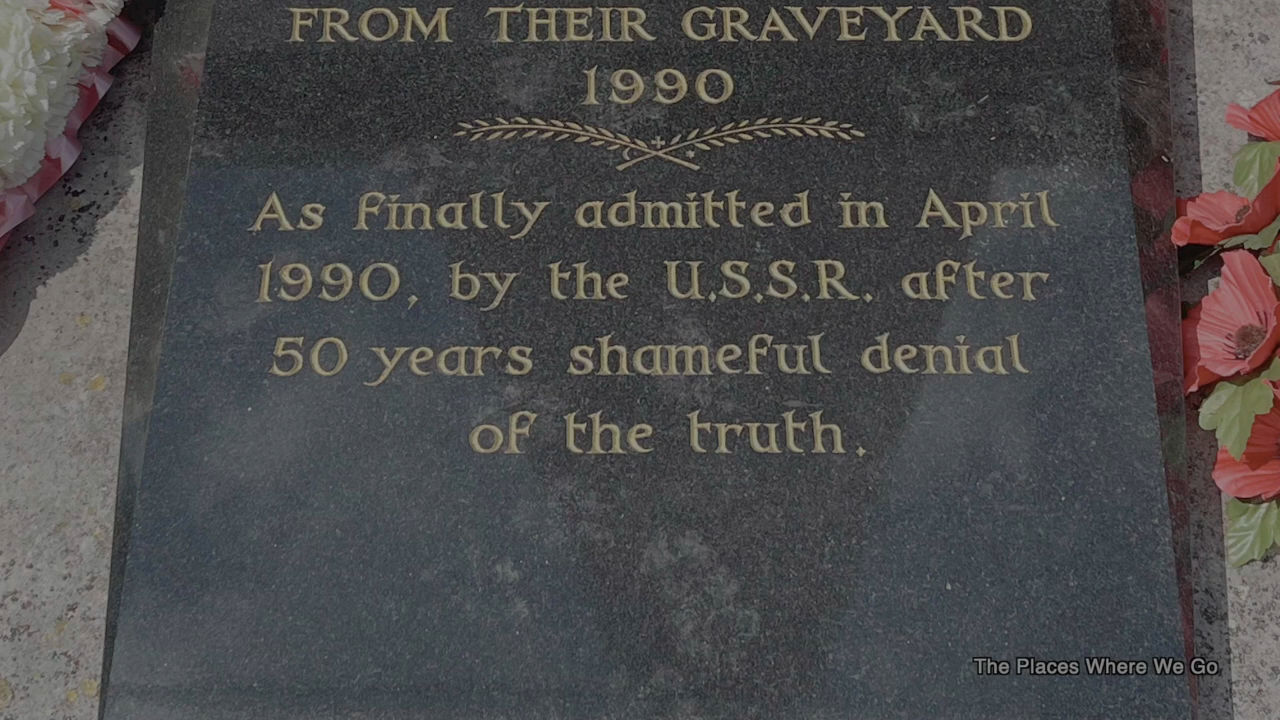 FROM THEIR GRAVEYARD
1990
As finally admitted in April
1990, by the U.S.S.R. after
50 years shameful denial
of the truth.
The Places Where We Go